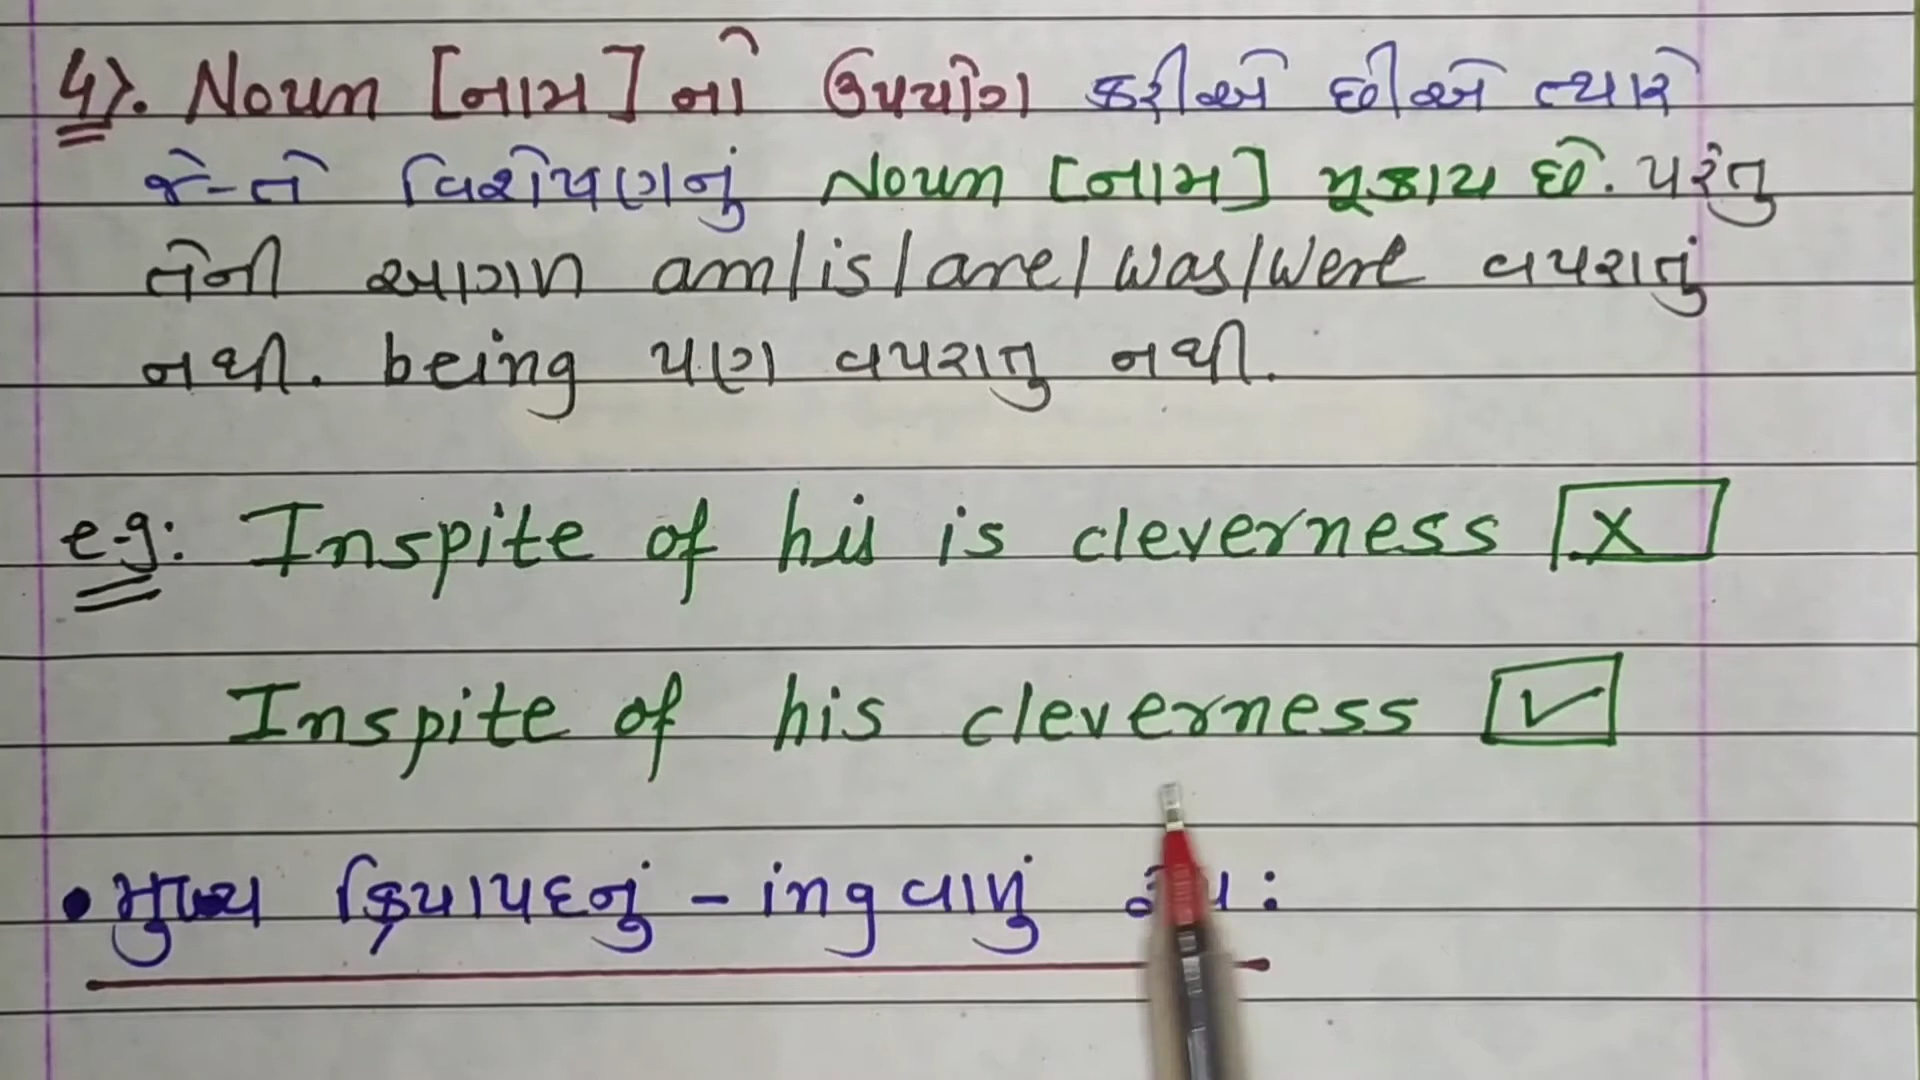 4). Noun [નામ] નો ઉપયોગ કરીએ છીએ ત્યારે
જે-તે વિશેષણનું Noun [નામ] મૂકાય છે. પરંતુ
તેની આગળ am/is/are/was/were વપરાતું
નથી. being પણ વપરાતુ નથી.
e.g: Inspite of his is cleverness X
Inspite of his cleverness ✓
• મુખ્ય ક્રિયાપદનું - ing વાળું :